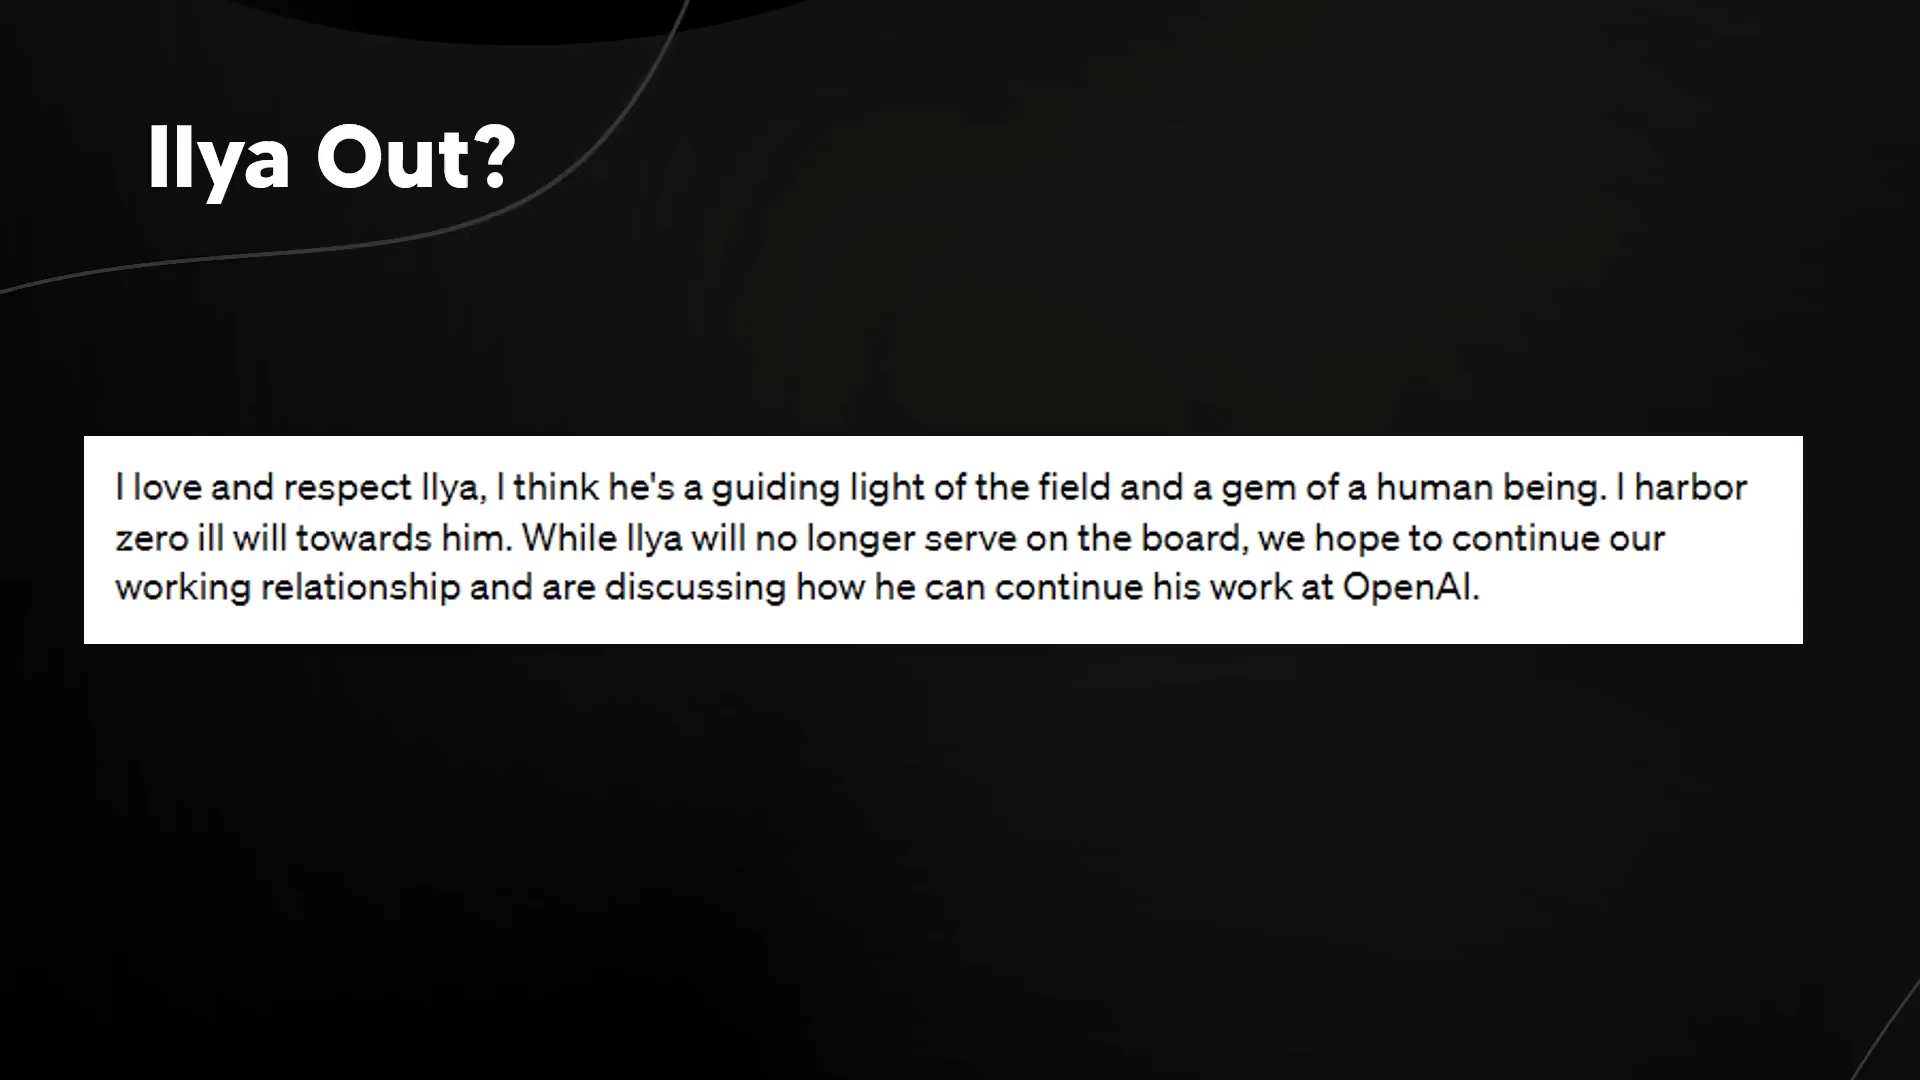 Ilya Out?
I love and respect Ilya, I think he's a guiding light of the field and a gem of a human being. I harbor
zero ill will towards him. While Ilya will no longer serve on the board, we hope to continue our
working relationship and are discussing how he can continue his work at OpenAI.